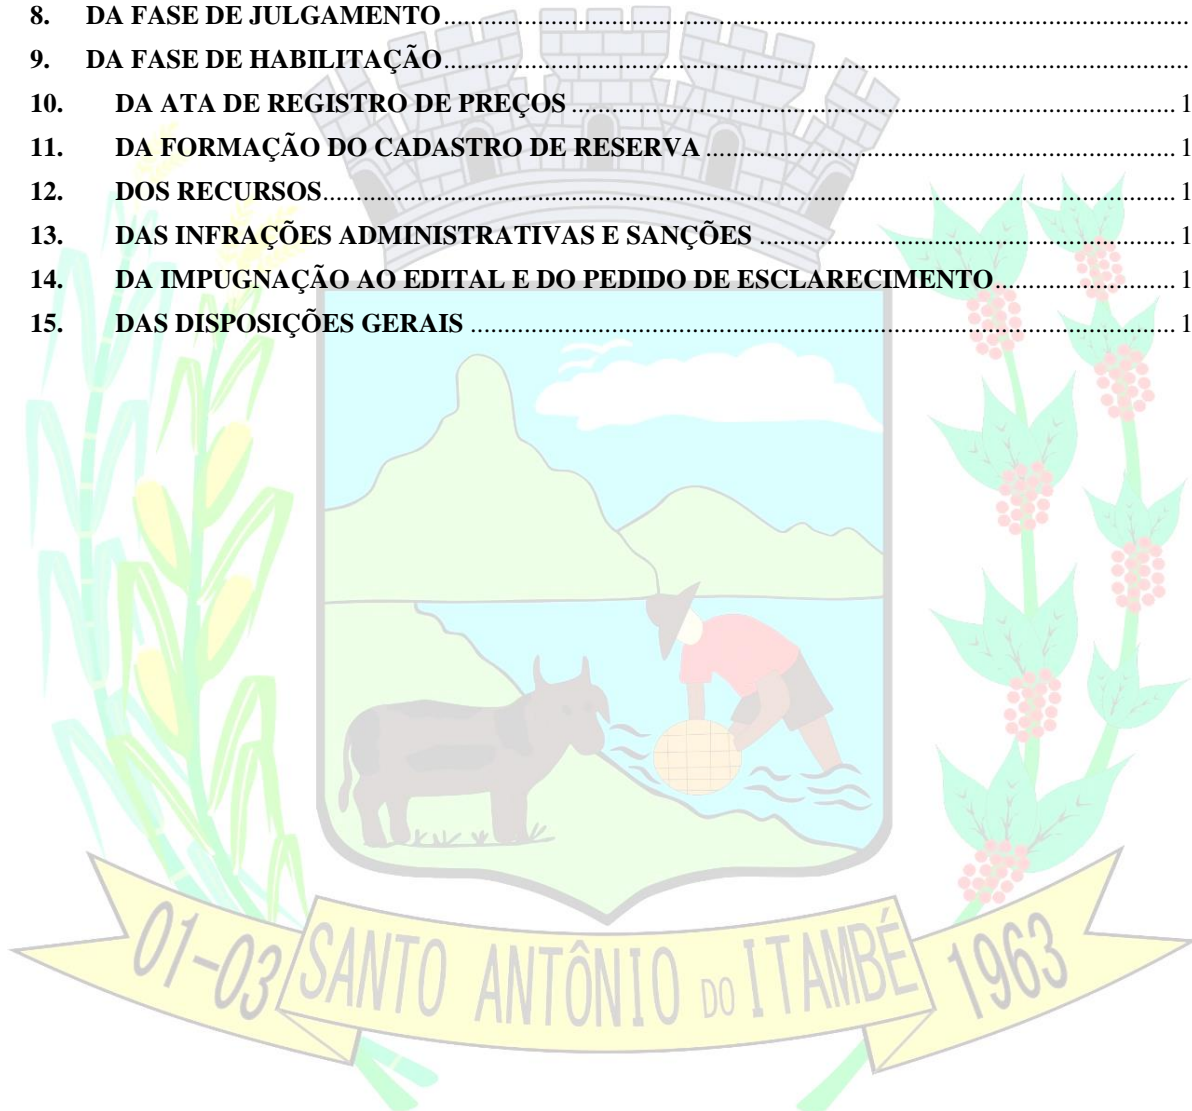 8. DA FASE DE JULGAMENTO
9. DA FASE DE HABILITAÇÃO
10. DA ATA DE REGISTRO DE PREÇOS 1
11. DA FORMAÇÃO DO CADASTRO DE RESERVA 1
12. DOS RECURSOS 1
13. DAS INFRAÇÕES ADMINISTRATIVAS E SANÇÕES 1
14. DA IMPUGNAÇÃO AO EDITAL E DO PEDIDO DE ESCLARECIMENTO 1
15. DAS DISPOSIÇÕES GERAIS 1
01-03 SANTO ANTÔNIO DO ITAMBÉ 1963